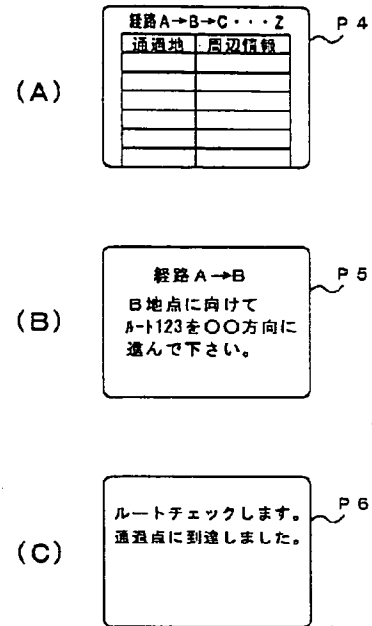 (A)
経路A→B→C・・・Z
通過地 周辺情報
P4
(B)
経路A→B
B地点に向けて
ルート123を〇〇方向に
進んで下さい。
P5
(C)
ルートチェックします。
通過点に到達しました。
P6